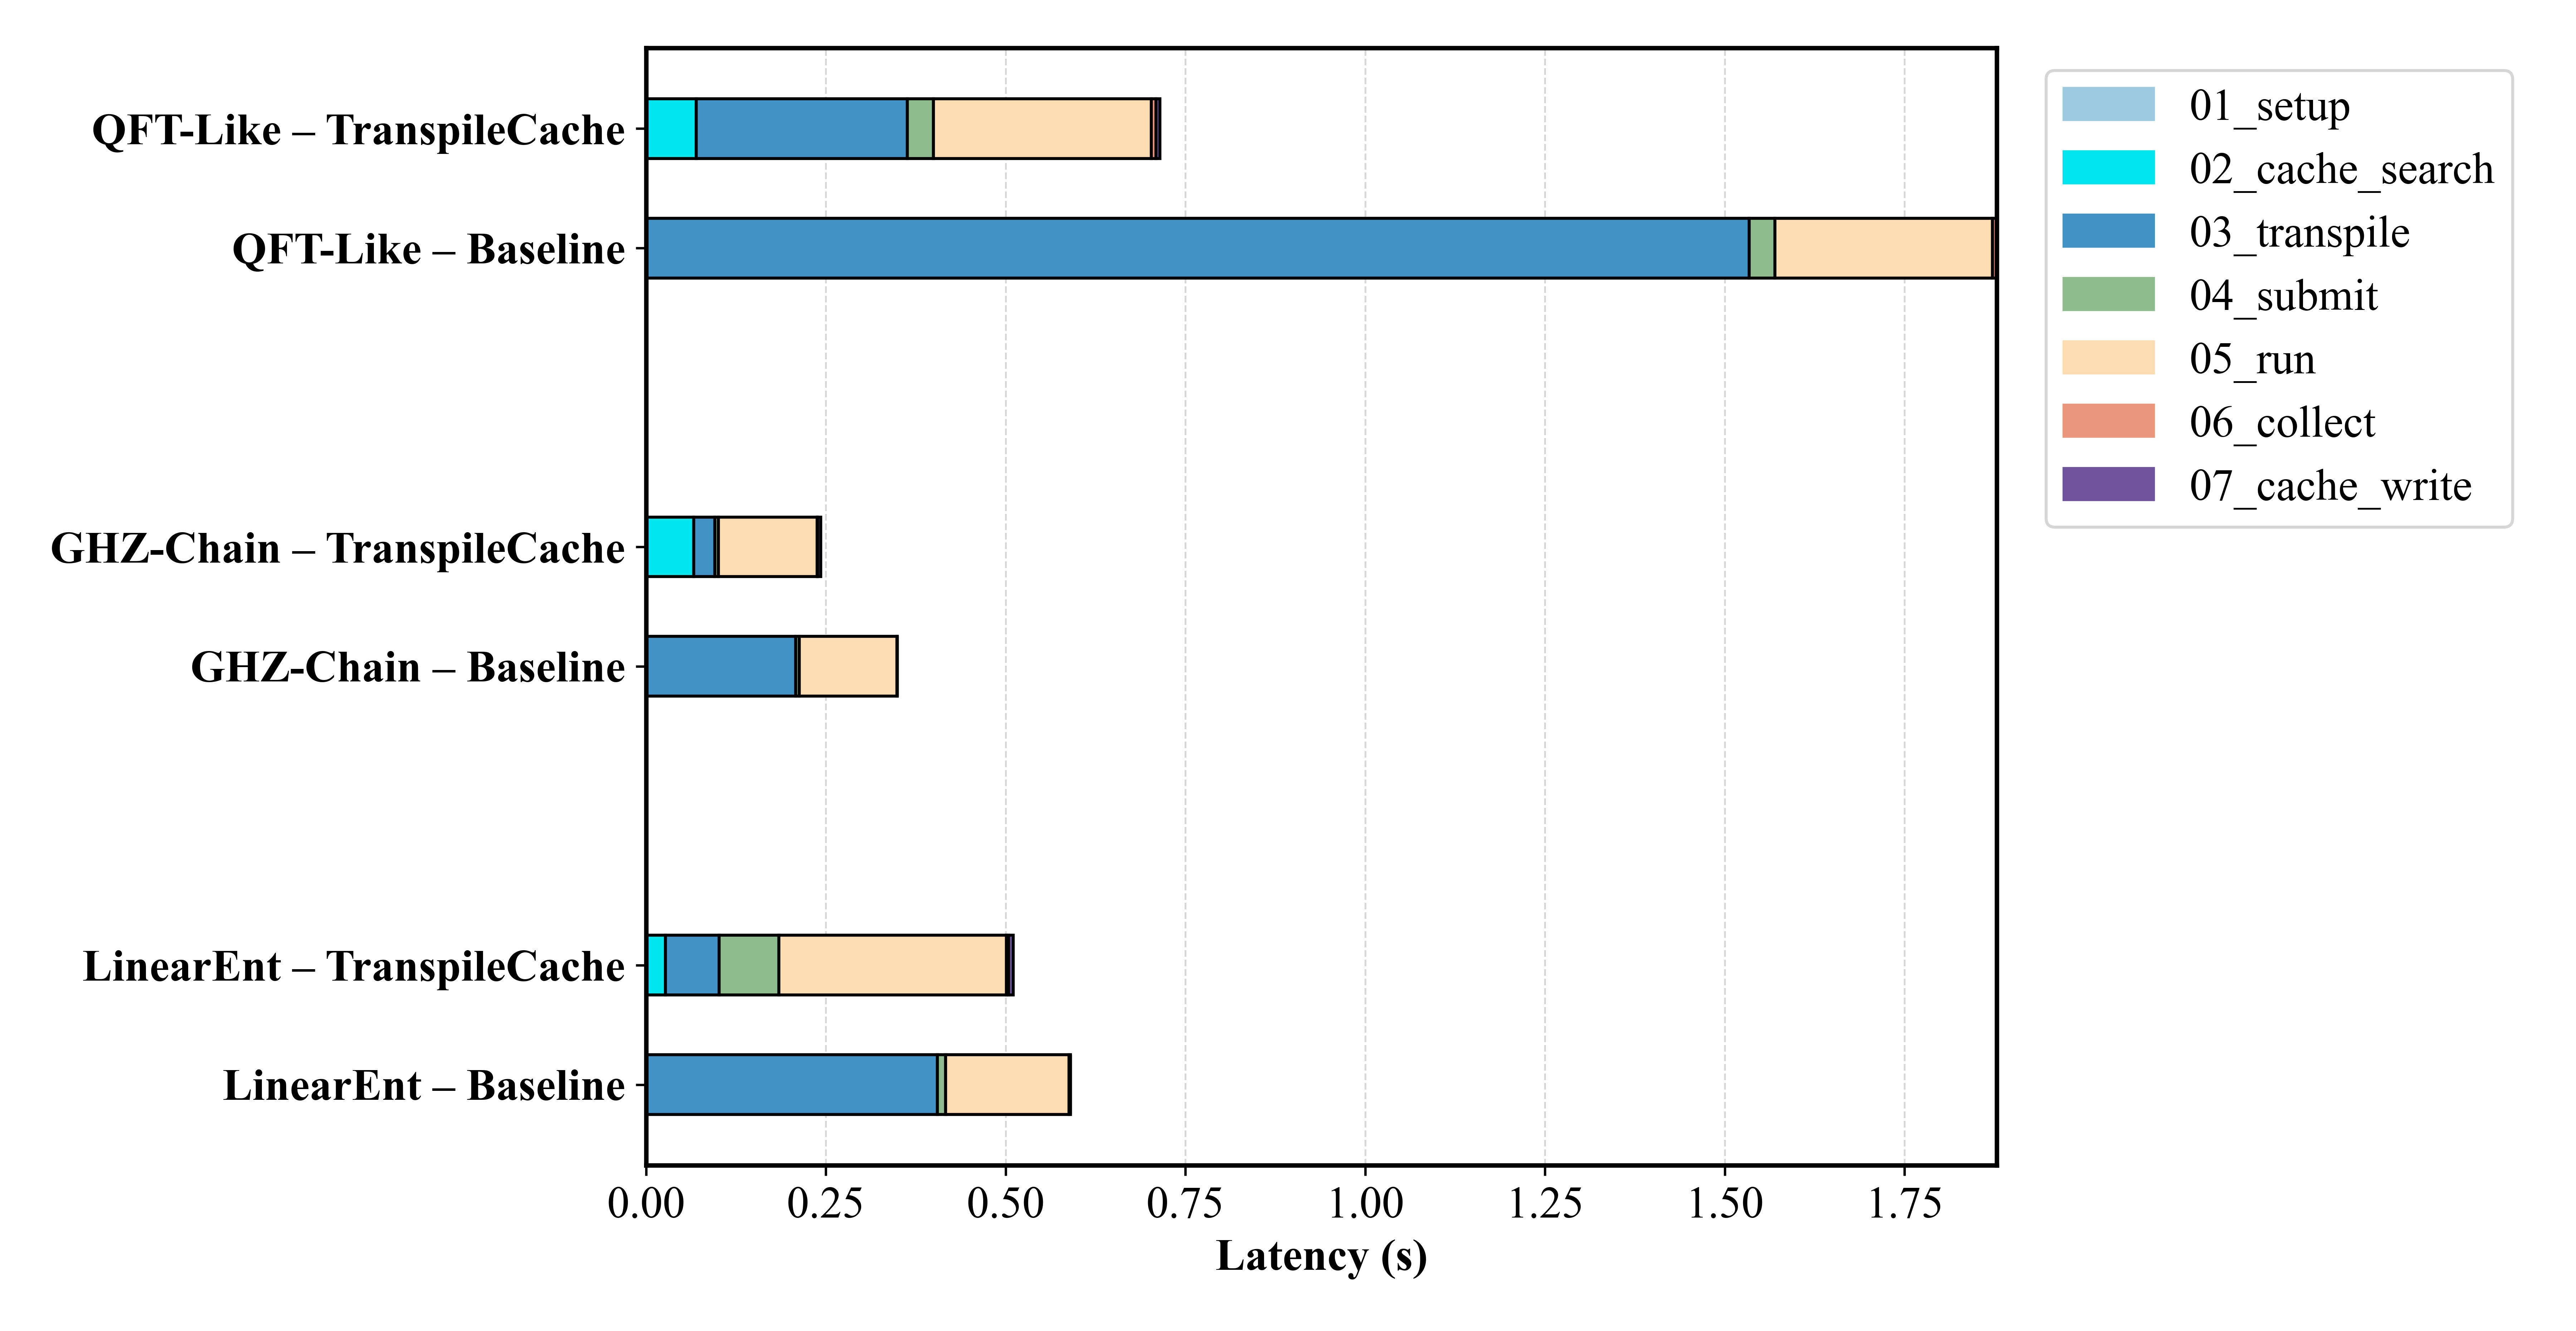 QFT-Like – TranspileCache
QFT-Like – Baseline
GHZ-Chain – TranspileCache
GHZ-Chain – Baseline
LinearEnt – TranspileCache
LinearEnt – Baseline
0.00 0.25 0.50 0.75 1.00 1.25 1.50 1.75
Latency (s)
01_setup
02_cache_search
03_transpile
04_submit
05_run
06_collect
07_cache_write